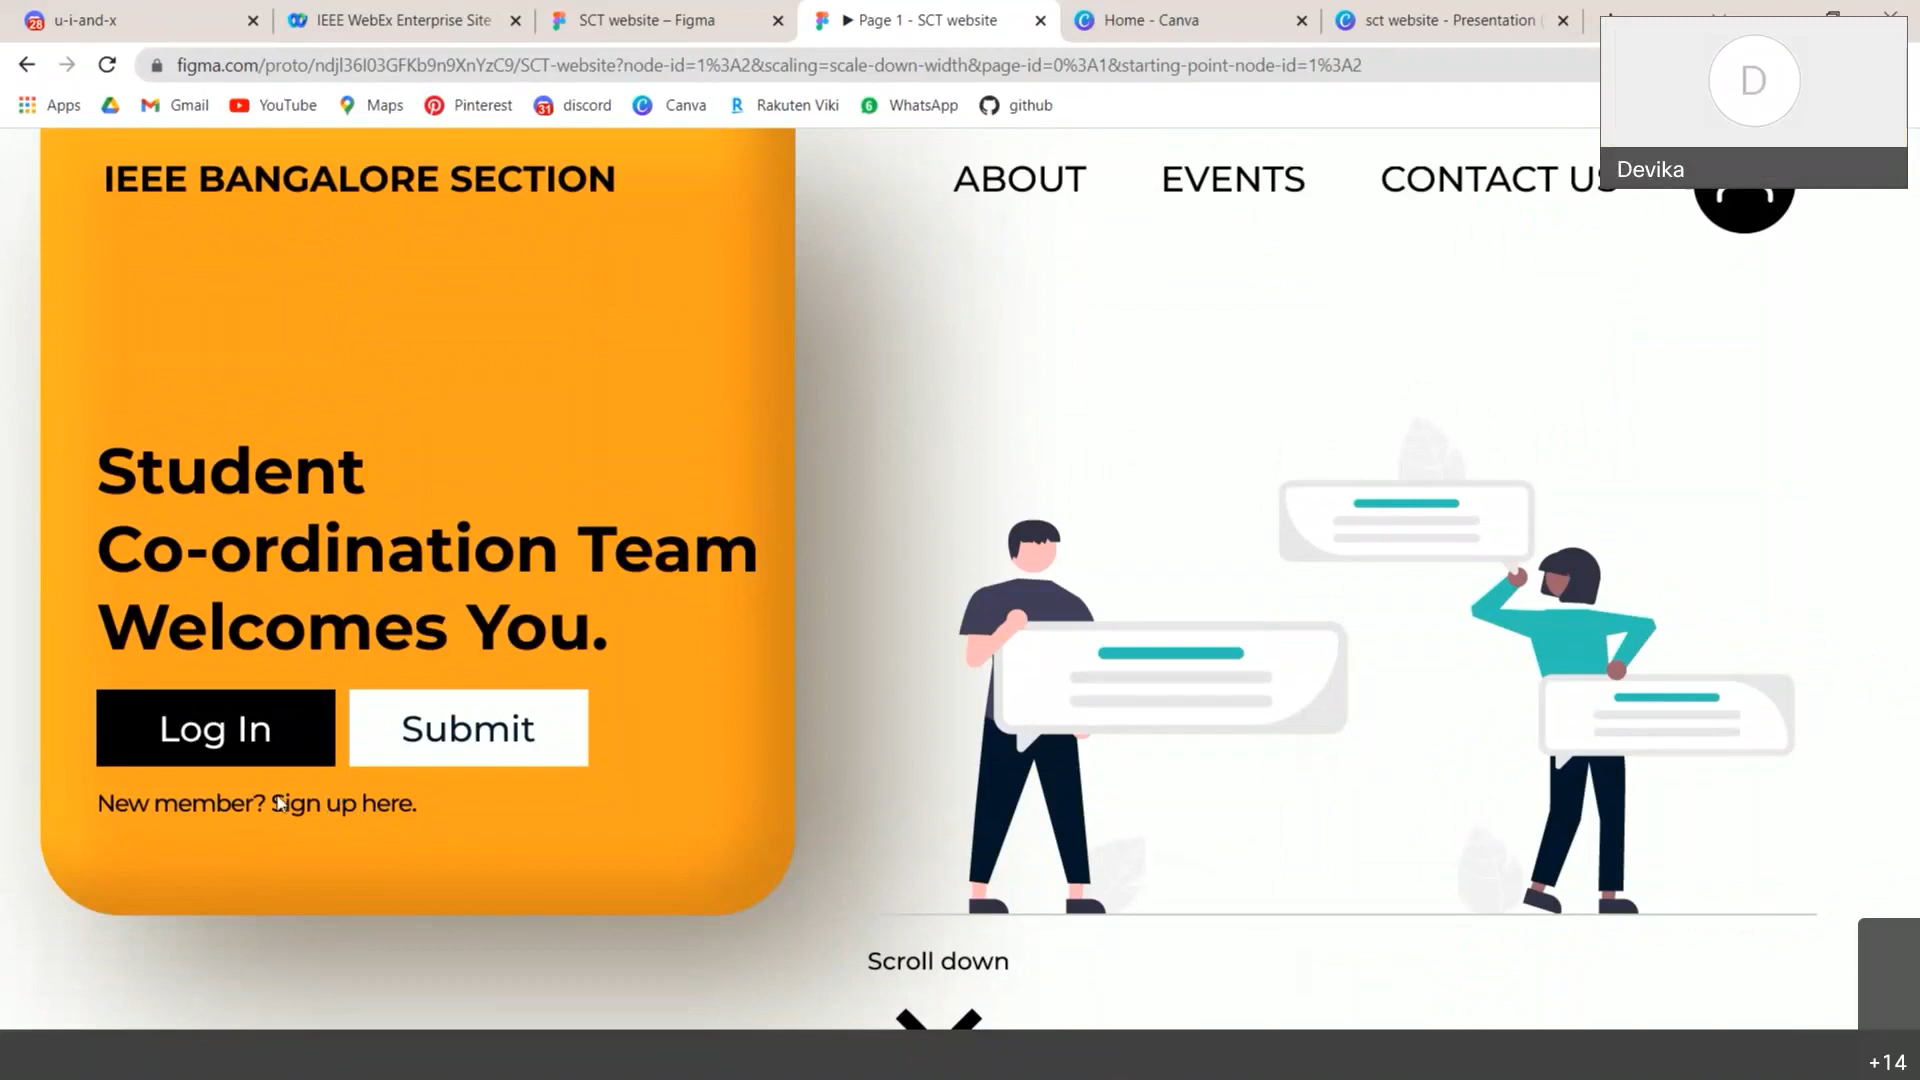 u-i-and-x
IEEE WebEx Enterprise Site
SCT website – Figma
Page 1 - SCT website
Home - Canva
sct website - Presentation
28
figma.com/proto/ndjl36I03GFKb9n9XnYzC9/SCT-website?node-id=1%3A2&scaling=scale-down-width&page-id=0%3A1&starting-point-node-id=1%3A2
Apps
Gmail
YouTube
Maps
Pinterest
31
discord
Canva
Rakuten Viki
6
WhatsApp
github
D
Devika
IEEE BANGALORE SECTION
ABOUT
EVENTS
CONTACT US
Student
Co-ordination Team
Welcomes You.
Log In
Submit
New member? Sign up here.
Scroll down
+14